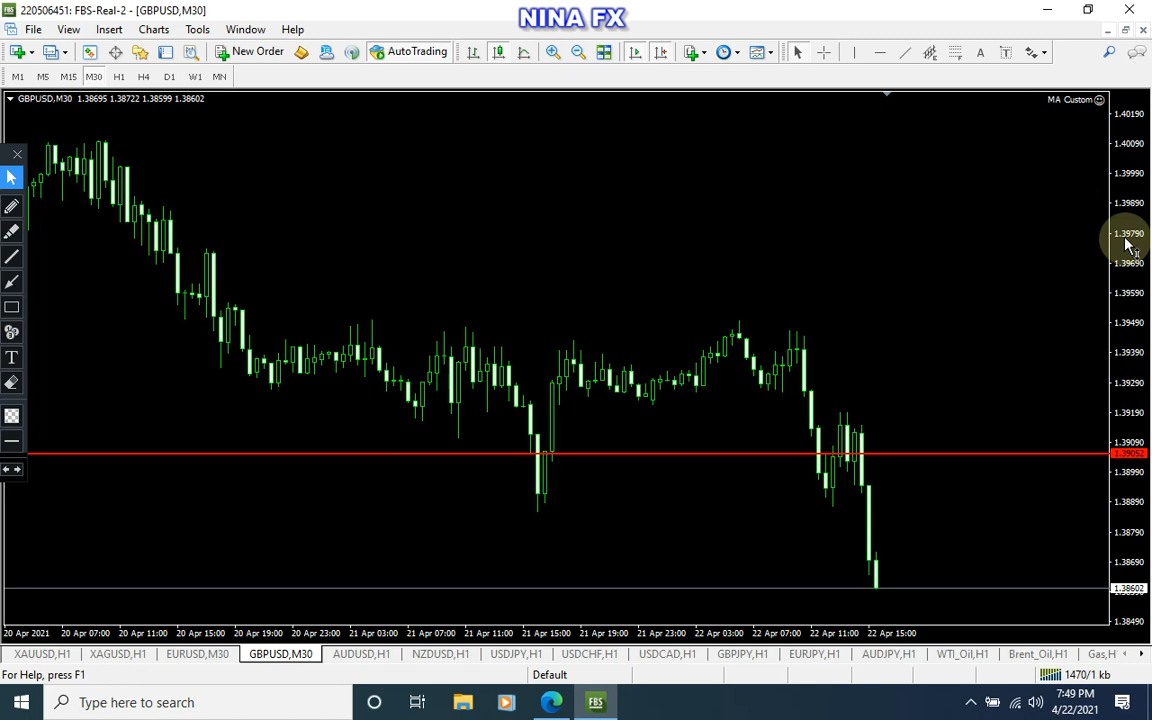 220506451: FBS-Real-2 - [GBPUSD,M30]
NINA FX
File View Insert Charts Tools Window Help
New Order
AutoTrading
A
T
M1 M5 M15 M30 H1 H4 D1 W1 MN
GBPUSD,M30 1.38695 1.38722 1.38599 1.38602
MA Custom
1.40190
1.40090
1.39990
1.39890
1.39790
1.39690
1.39590
1.39490
1.39390
1.39290
1.39190
1.39090
1.39052
1.38990
1.38890
1.38790
1.38690
1.38602
1.38490
T
20 Apr 2021 20 Apr 07:00 20 Apr 11:00 20 Apr 15:00 20 Apr 19:00 20 Apr 23:00 21 Apr 03:00 21 Apr 07:00 21 Apr 11:00 21 Apr 15:00 21 Apr 19:00 21 Apr 23:00 22 Apr 03:00 22 Apr 07:00 22 Apr 11:00 22 Apr 15:00
XAUUSD,H1 XAGUSD,H1 EURUSD,M30 GBPUSD,M30 AUDUSD,H1 NZDUSD,H1 USDJPY,H1 USDCHF,H1 USDCAD,H1 GBPJPY,H1 EURJPY,H1 AUDJPY,H1 WTI_Oil,H1 Brent_Oil,H1 Gas,H
For Help, press F1
Default
1470/1 kb
Type here to search
FBS
7:49 PM
4/22/2021